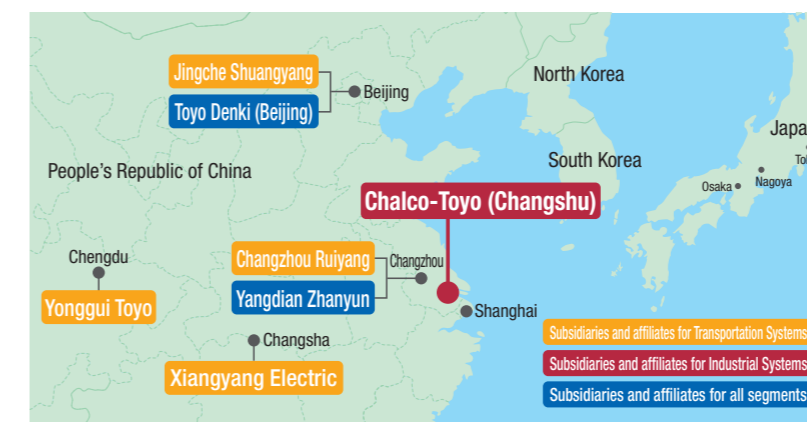 Jingche Shuangyang
Toyo Denki (Beijing)
Beijing
North Korea
South Korea
Osaka
Nagoya
People's Republic of China
Chalco-Toyo (Changshu)
Chengdu
Yonggui Toyo
Changzhou Ruiyang
Yangdian Zhanyun
Changzhou
Shanghai
Changsha
Xiangyang Electric
Subsidiaries and affiliates for Transportation Systems
Subsidiaries and affiliates for Industrial Systems
Subsidiaries and affiliates for all segments